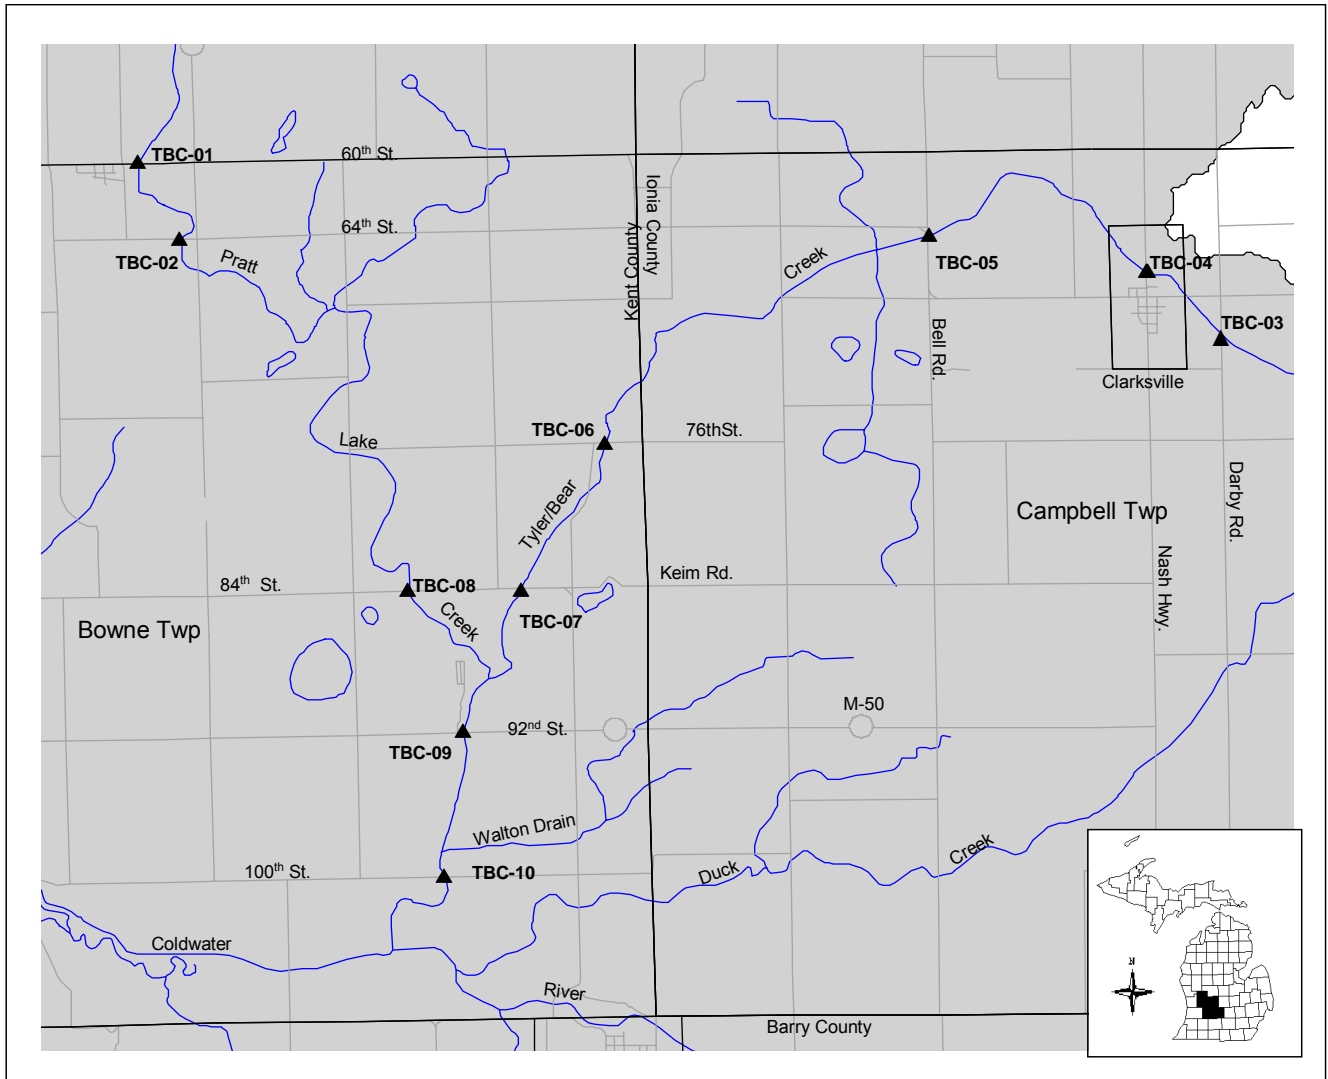 TBC-01
60th St.
Ionia County
Kent County
64th St.
TBC-02
Pratt
Creek
TBC-05
TBC-04
TBC-03
Bell Rd.
Clarksville
Lake
TBC-06
76thSt.
Tyler/Bear
Darby Rd.
Campbell Twp
Nash Hwy.
84th St.
TBC-08
Keim Rd.
Creek
TBC-07
Bowne Twp
M-50
92nd St.
TBC-09
Walton Drain
Creek
100th St.
TBC-10
Duck
Coldwater
River
Barry County
N